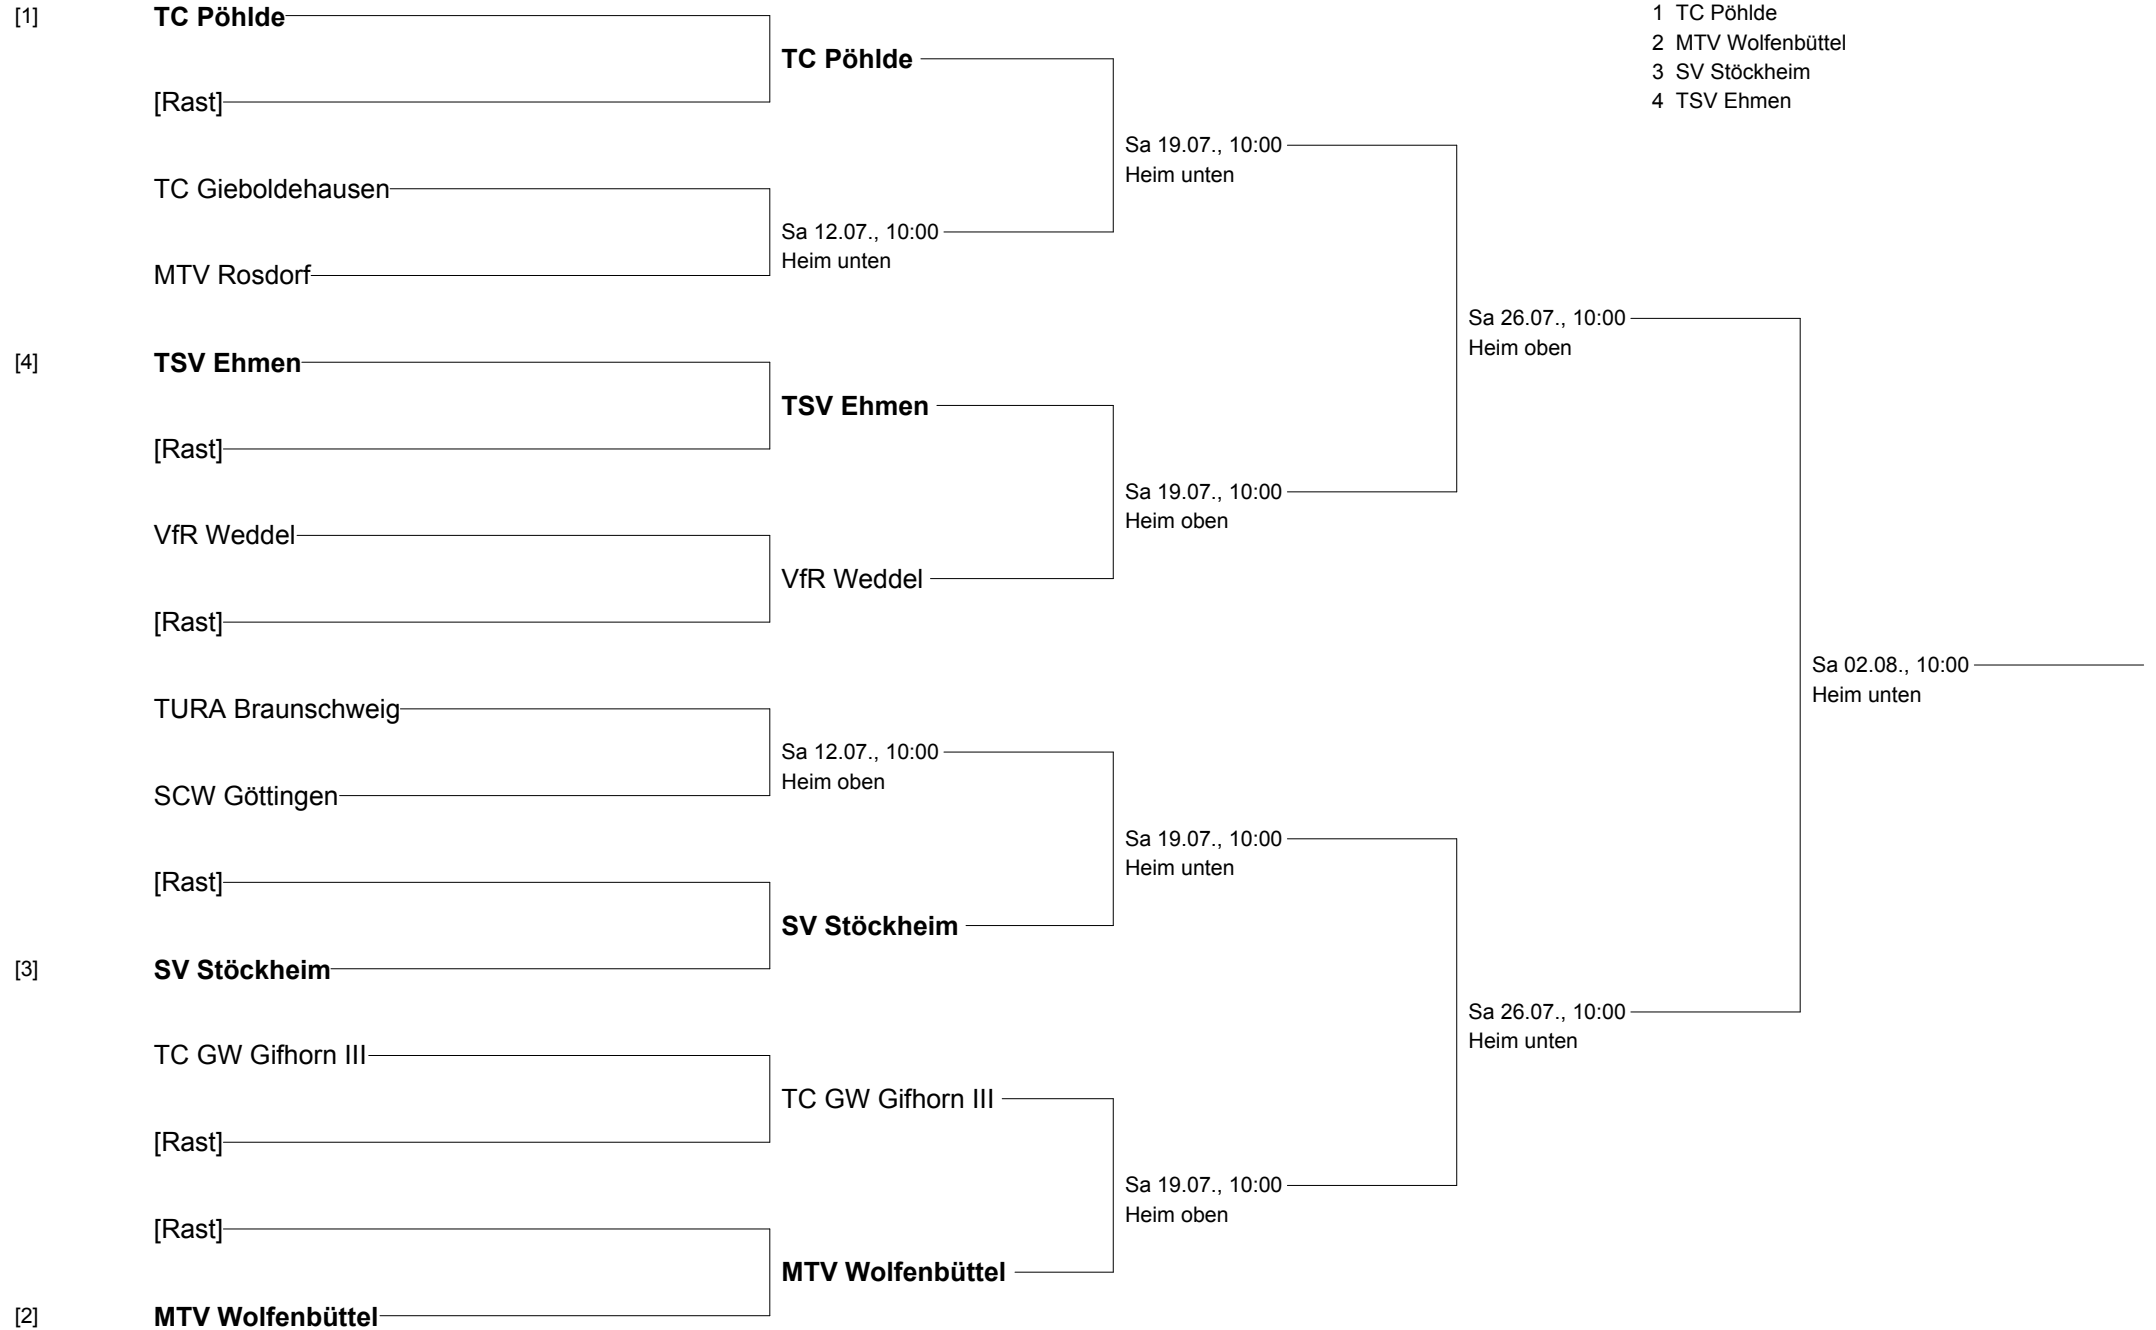 [1] TC Pöhlde
[Rast]
TC Gieboldehausen
MTV Rosdorf
[4] TSV Ehmen
[Rast]
VfR Weddel
[Rast]
TURA Braunschweig
SCW Göttingen
[Rast]
[3] SV Stöckheim
TC GW Gifhorn III
[Rast]
[Rast]
[2] MTV Wolfenbüttel
TC Pöhlde
Sa 12.07., 10:00
Heim unten
TSV Ehmen
VfR Weddel
Sa 12.07., 10:00
Heim oben
SV Stöckheim
TC GW Gifhorn III
MTV Wolfenbüttel
Sa 19.07., 10:00
Heim unten
Sa 19.07., 10:00
Heim oben
Sa 19.07., 10:00
Heim unten
Sa 19.07., 10:00
Heim oben
Sa 26.07., 10:00
Heim oben
Sa 26.07., 10:00
Heim unten
Sa 02.08., 10:00
Heim unten
1 TC Pöhlde
2 MTV Wolfenbüttel
3 SV Stöckheim
4 TSV Ehmen